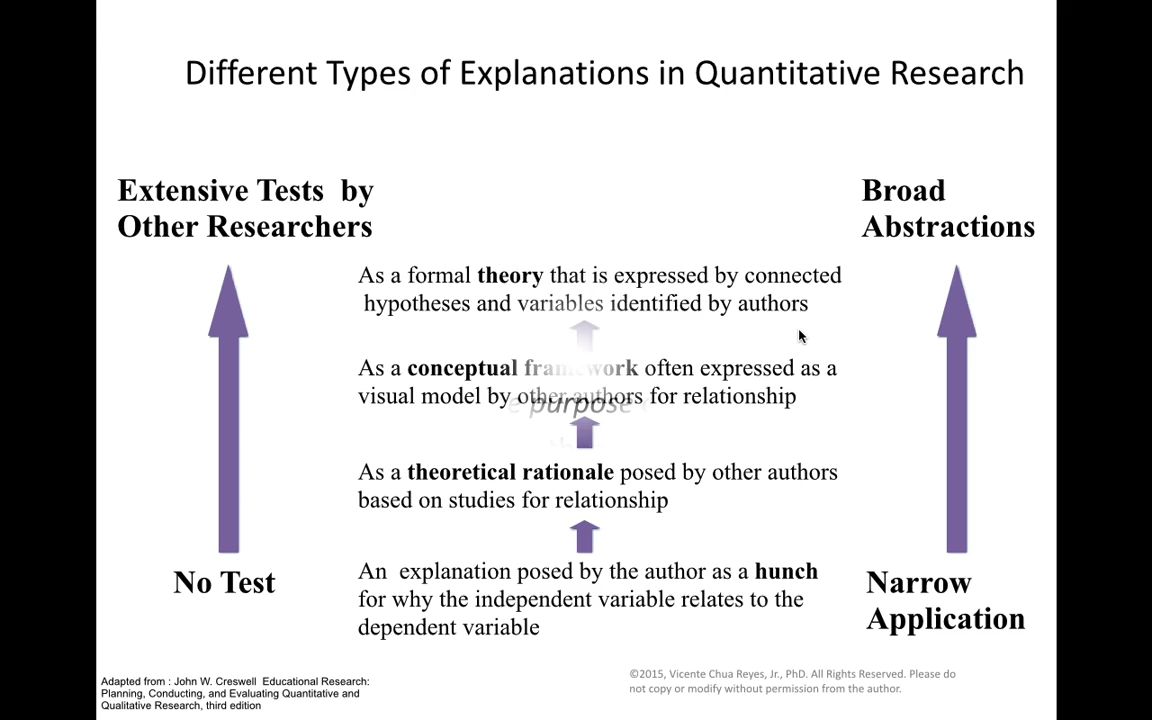 Different Types of Explanations in Quantitative Research
Extensive Tests by
Other Researchers
Broad
Abstractions
As a formal theory that is expressed by connected
hypotheses and variables identified by authors
As a conceptual framework often expressed as a
visual model by other authors for relationship
purpose
As a theoretical rationale posed by other authors
based on studies for relationship
No Test
An explanation posed by the author as a hunch
for why the independent variable relates to the
dependent variable
Narrow
Application
Adapted from : John W. Creswell Educational Research:
Planning, Conducting, and Evaluating Quantitative and
Qualitative Research, third edition
©2015, Vicente Chua Reyes, Jr., PhD. All Rights Reserved. Please do
not copy or modify without permission from the author.